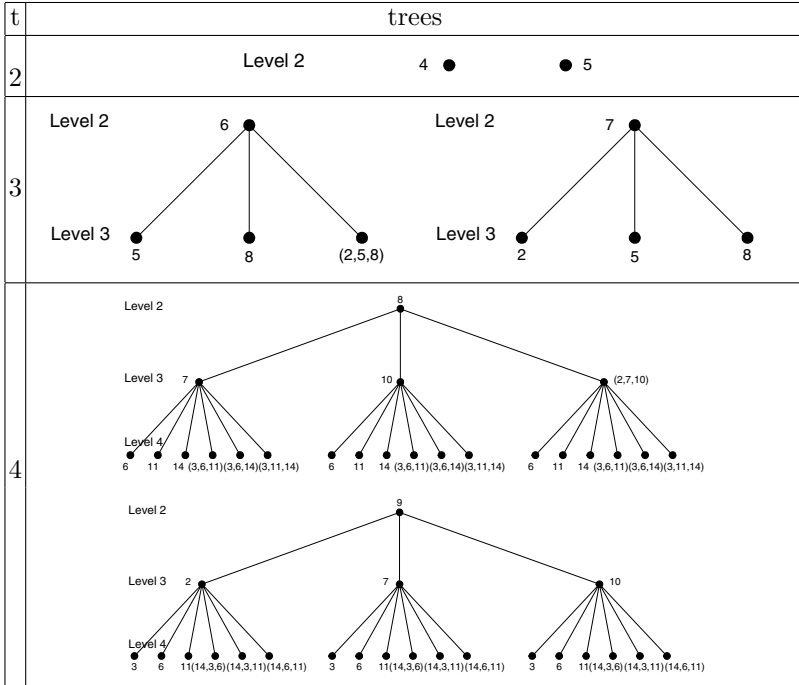 t trees
2 Level 2 4 5
3
Level 2 6 Level 2 7
Level 3 Level 3
5 8 (2,5,8) 2 5 8
4
Level 2 8
Level 3 7 10 (2,7,10)
Level 4
6 11 14 (3,6,11)(3,6,14)(3,11,14) 6 11 14 (3,6,11)(3,6,14)(3,11,14) 6 11 14 (3,6,11)(3,6,14)(3,11,14)
Level 2 9
Level 3 2 7 10
Level 4
3 6 11(14,3,6)(14,3,11)(14,6,11) 3 6 11(14,3,6)(14,3,11)(14,6,11) 3 6 11(14,3,6)(14,3,11)(14,6,11)